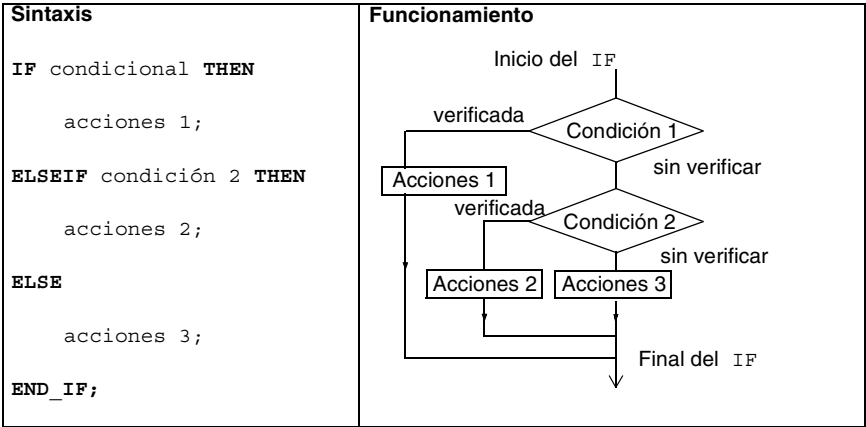 Sintaxis
IF condicional THEN
acciones 1;
ELSEIF condición 2 THEN
acciones 2;
ELSE
acciones 3;
END_IF;
Funcionamiento
Inicio del IF
verificada
Condición 1
sin verificar
Acciones 1
verificada
Condición 2
sin verificar
Acciones 2
Acciones 3
Final del IF